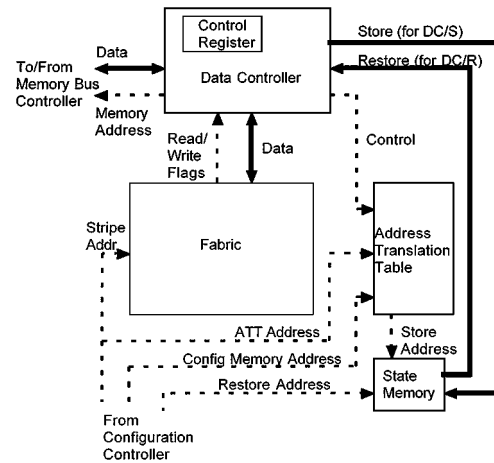 Control
Register
Store (for DC/S)
Data
Restore (for DC/R)
To/From
Memory Bus
Controller
Data Controller
Memory
Address
Read/
Write
Flags
Data
Control
Stripe
Addr
Fabric
Address
Translation
Table
ATT Address
Store
Address
Config Memory Address
Restore Address
State
Memory
From
Configuration
Controller